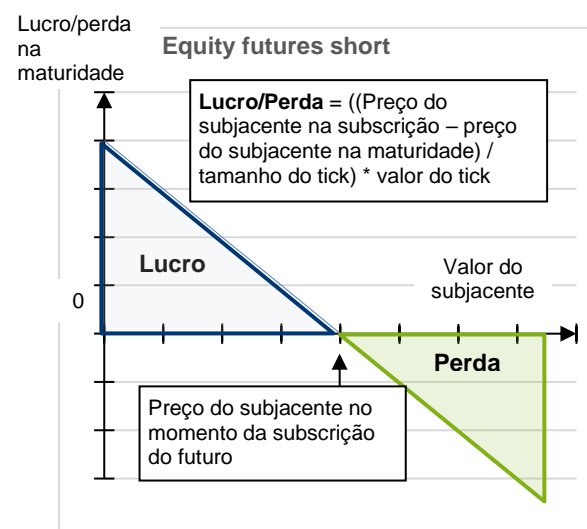 Lucro/perda
na
maturidade
Equity futures short
Lucro/Perda = ((Preço do
subjacente na subscrição – preço
do subjacente na maturidade) /
tamanho do tick) * valor do tick
Lucro
Valor do
subjacente
0
Perda
Preço do subjacente no
momento da subscrição
do futuro